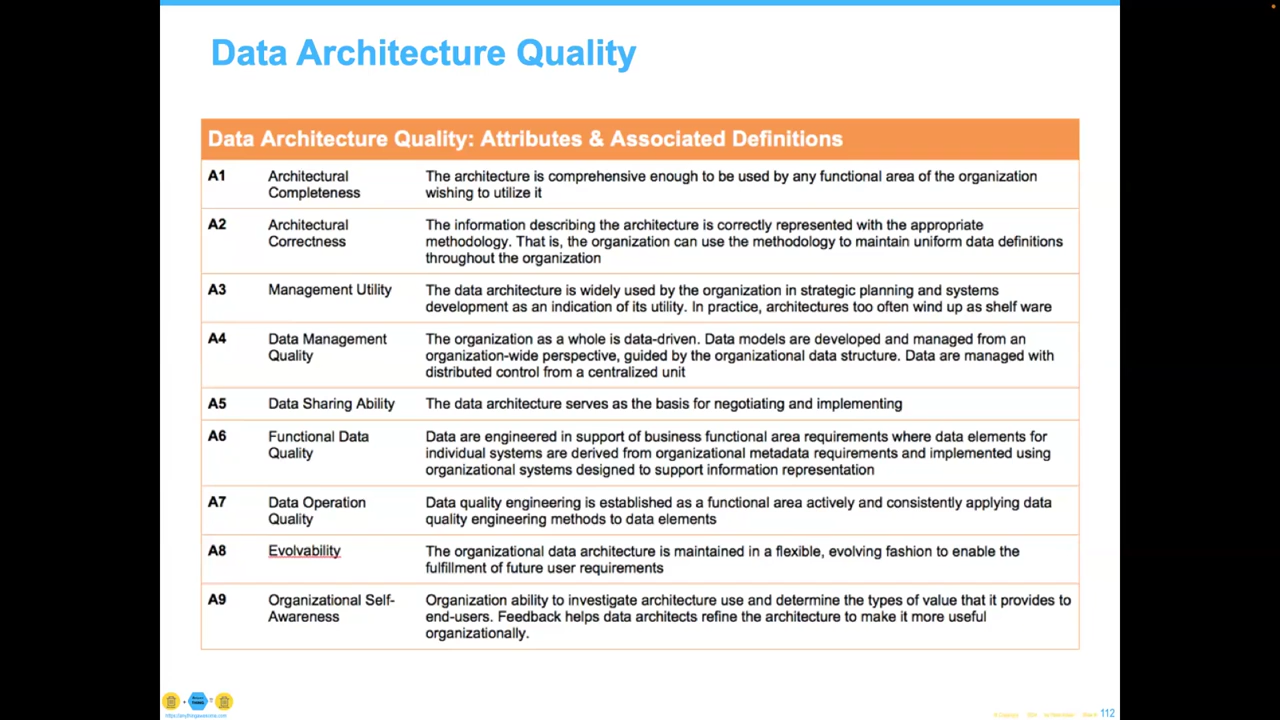 Data Architecture Quality
Data Architecture Quality: Attributes & Associated Definitions
A1 Architectural Completeness The architecture is comprehensive enough to be used by any functional area of the organization
wishing to utilize it
A2 Architectural Correctness The information describing the architecture is correctly represented with the appropriate
methodology. That is, the organization can use the methodology to maintain uniform data definitions
throughout the organization
A3 Management Utility The data architecture is widely used by the organization in strategic planning and systems
development as an indication of its utility. In practice, architectures too often wind up as shelf ware
A4 Data Management Quality The organization as a whole is data-driven. Data models are developed and managed from an
organization-wide perspective, guided by the organizational data structure. Data are managed with
distributed control from a centralized unit
A5 Data Sharing Ability The data architecture serves as the basis for negotiating and implementing
A6 Functional Data Quality Data are engineered in support of business functional area requirements where data elements for
individual systems are derived from organizational metadata requirements and implemented using
organizational systems designed to support information representation
A7 Data Operation Quality Data quality engineering is established as a functional area actively and consistently applying data
quality engineering methods to data elements
A8 Evolvability The organizational data architecture is maintained in a flexible, evolving fashion to enable the
fulfillment of future user requirements
A9 Organizational Self-Awareness Organization ability to investigate architecture use and determine the types of value that it provides to
end-users. Feedback helps data architects refine the architecture to make it more useful
organizationally.
https://anythingawesome.com
112